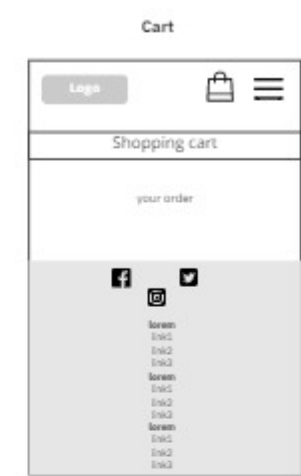 Cart
Logo
Shopping cart
your order
lorem
link1
link2
link3
lorem
link1
link2
link3
lorem
link1
link2
link3